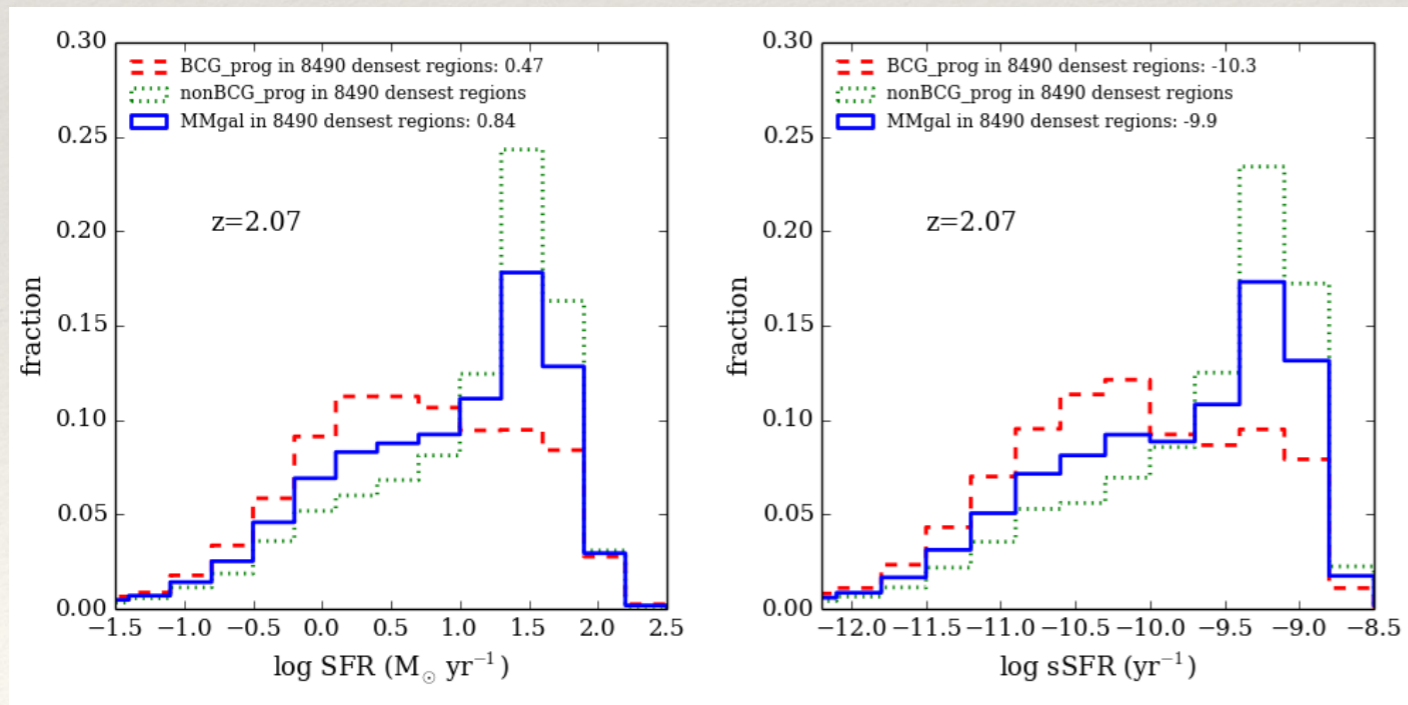 BCG_prog in 8490 densest regions: 0.47
nonBCG_prog in 8490 densest regions
MMgal in 8490 densest regions: 0.84
z=2.07
fraction
0.30
0.25
0.20
0.15
0.10
0.05
0.00
−1.5 −1.0 −0.5 0.0 0.5 1.0 1.5 2.0 2.5
log SFR (M☉ yr⁻¹)
BCG_prog in 8490 densest regions: -10.3
nonBCG_prog in 8490 densest regions
MMgal in 8490 densest regions: -9.9
z=2.07
fraction
0.30
0.25
0.20
0.15
0.10
0.05
0.00
−12.0 −11.5 −11.0 −10.5 −10.0 −9.5 −9.0 −8.5
log sSFR (yr⁻¹)